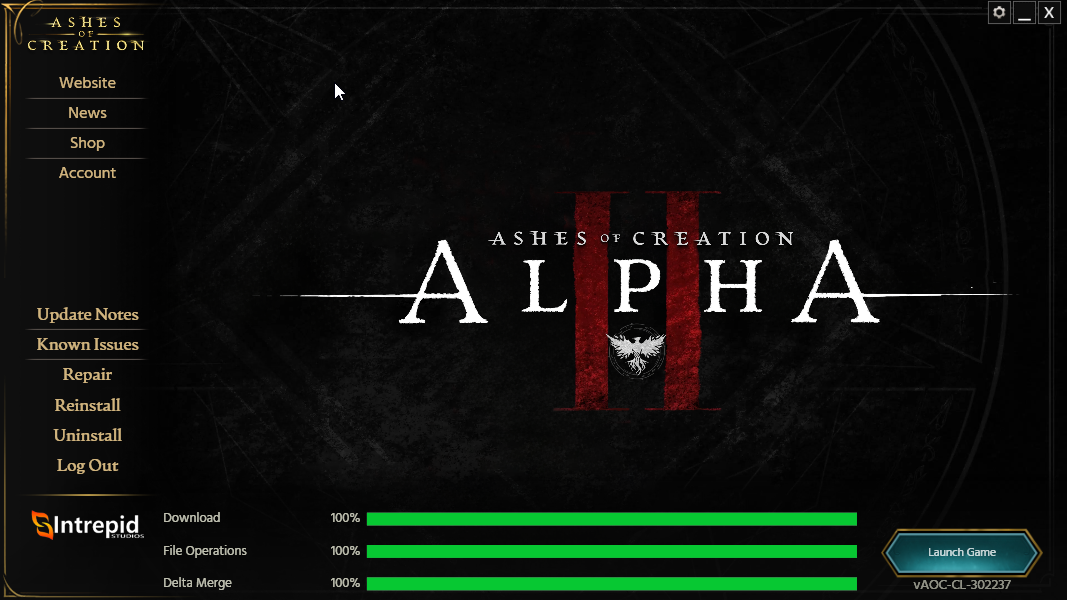 ASHES
OF
CREATION
X
Website
News
Shop
Account
II
ASHES OF CREATION
ALPHA
Update Notes
Known Issues
Repair
Reinstall
Uninstall
Log Out
Intrepid
STUDIOS
Download 100%
File Operations 100%
Delta Merge 100%
Launch Game
vAOC-CL-302237